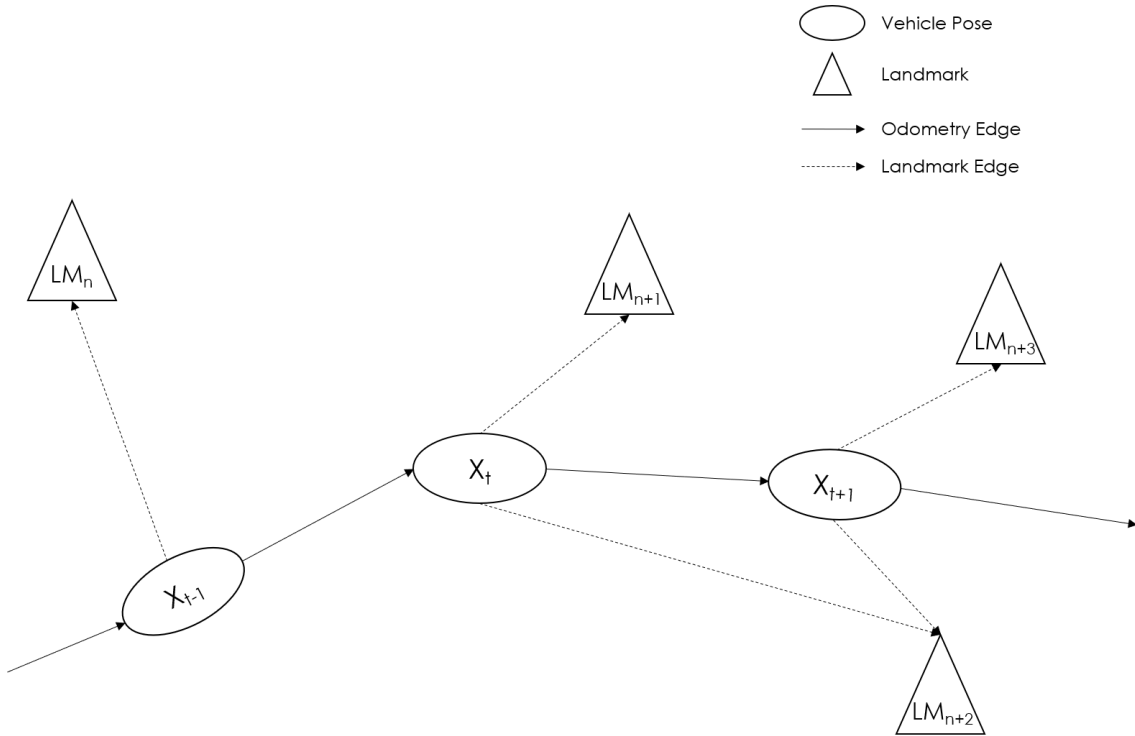 Vehicle Pose
Landmark
Odometry Edge
Landmark Edge
LMₙ
LMₙ₊₁
LMₙ₊₃
Xₜ
Xₜ₊₁
Xₜ₋₁
LMₙ₊₂